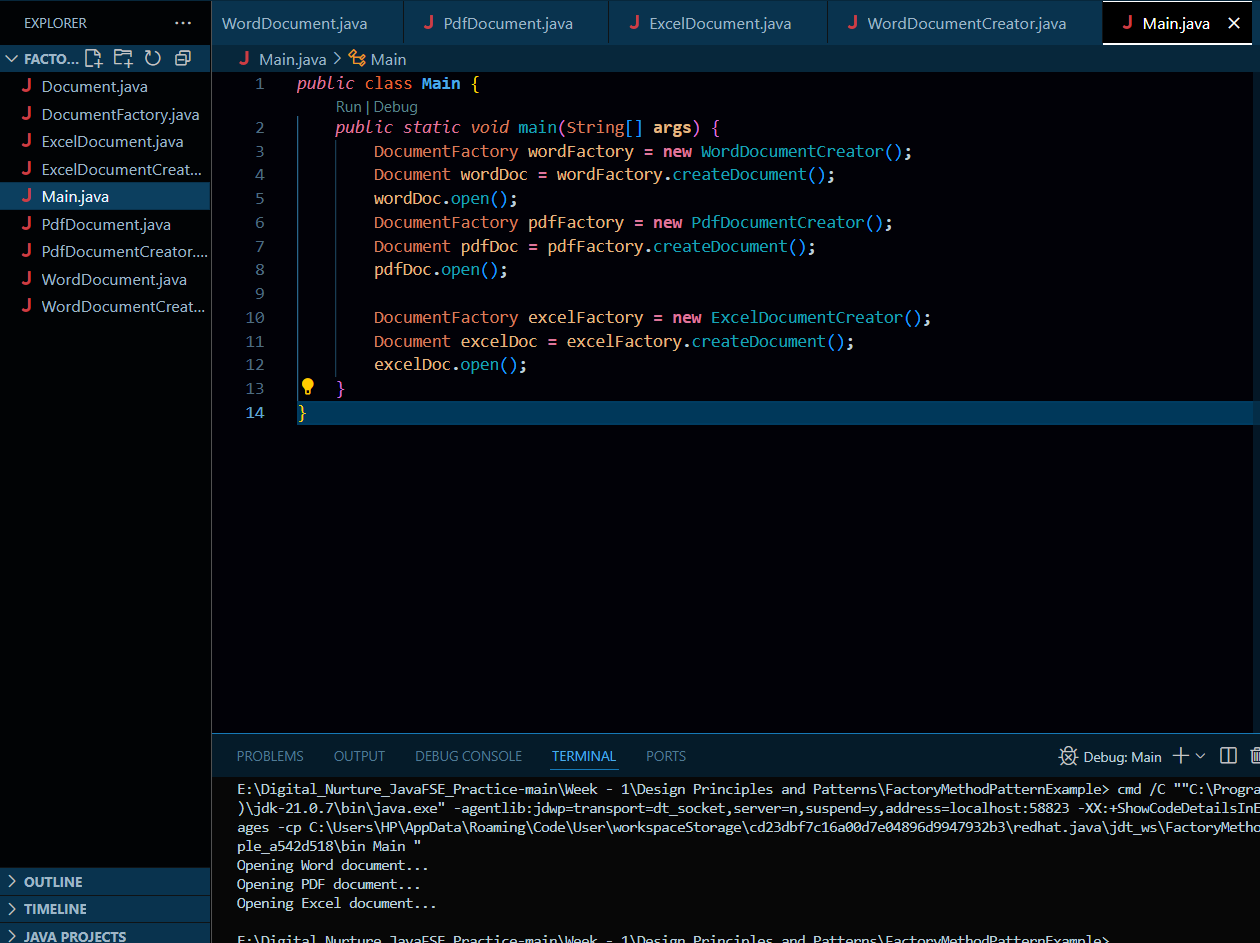 EXPLORER ···
WordDocument.java
PdfDocument.java
ExcelDocument.java
WordDocumentCreator.java
Main.java
FACTO...
Document.java
DocumentFactory.java
ExcelDocument.java
ExcelDocumentCreat...
Main.java
PdfDocument.java
PdfDocumentCreator....
WordDocument.java
WordDocumentCreat...
OUTLINE
TIMELINE
JAVA PROJECTS
Main.java > Main
1 public class Main {
Run | Debug
2 public static void main(String[] args) {
3 DocumentFactory wordFactory = new WordDocumentCreator();
4 Document wordDoc = wordFactory.createDocument();
5 wordDoc.open();
6 DocumentFactory pdfFactory = new PdfDocumentCreator();
7 Document pdfDoc = pdfFactory.createDocument();
8 pdfDoc.open();
9
10 DocumentFactory excelFactory = new ExcelDocumentCreator();
11 Document excelDoc = excelFactory.createDocument();
12 excelDoc.open();
13 }
14 }
PROBLEMS OUTPUT DEBUG CONSOLE TERMINAL PORTS
Debug: Main
E:\Digital_Nurture_JavaFSE_Practice-main\Week - 1\Design Principles and Patterns\FactoryMethodPatternExample> cmd /C ""C:\Progra
)\jdk-21.0.7\bin\java.exe" -agentlib:jdwp=transport=dt_socket,server=n,suspend=y,address=localhost:58823 -XX:+ShowCodeDetailsInE
ages -cp C:\Users\HP\AppData\Roaming\Code\User\workspaceStorage\cd23dbf7c16a00d7e04896d9947932b3\redhat.java\jdt_ws\FactoryMetho
ple_a542d518\bin Main "
Opening Word document...
Opening PDF document...
Opening Excel document...
E:\Digital_Nurture_JavaFSE_Practice-main\Week - 1\Design Principles and Patterns\FactoryMethodPatternExample>